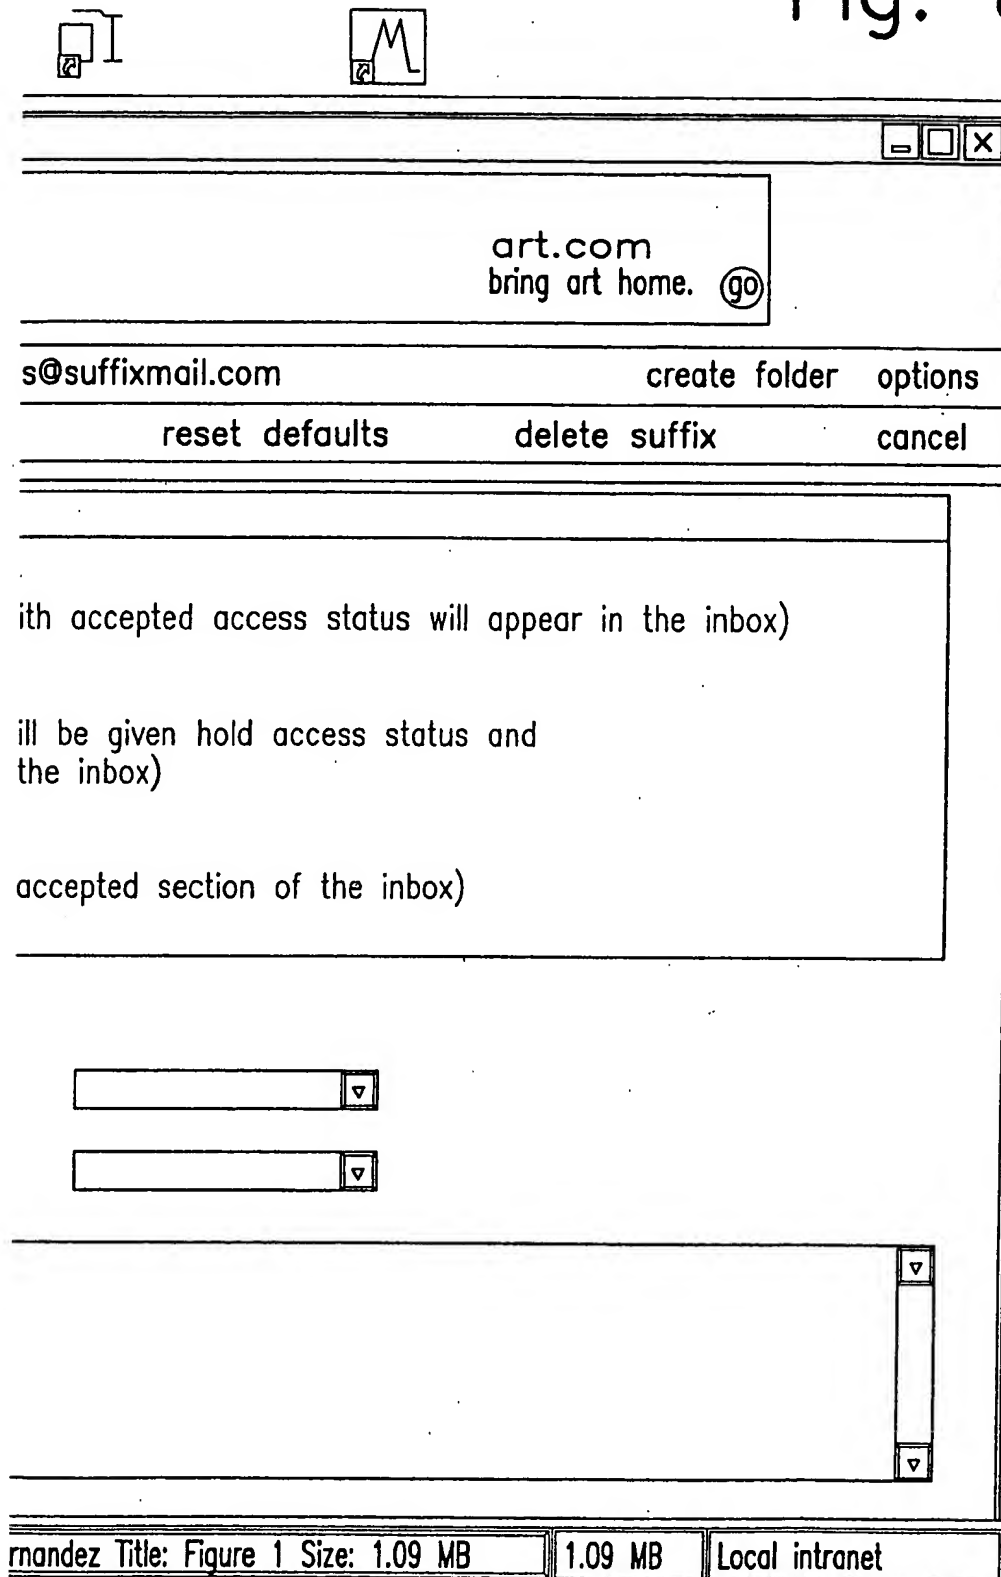 Fig.
art.com
bring art home. go
s@suffixmail.com create folder options
reset defaults delete suffix cancel
ith accepted access status will appear in the inbox)
ill be given hold access status and
the inbox)
accepted section of the inbox)
rnandez Title: Figure 1 Size: 1.09 MB 1.09 MB Local intranet